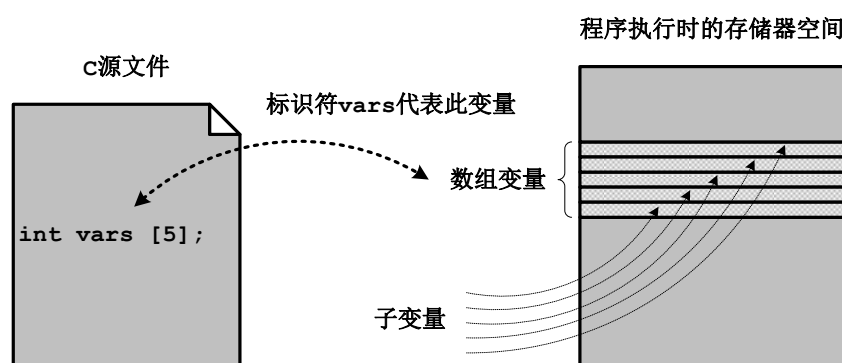 程序执行时的存储器空间
C源文件
标识符vars代表此变量
数组变量
int vars [5];
子变量